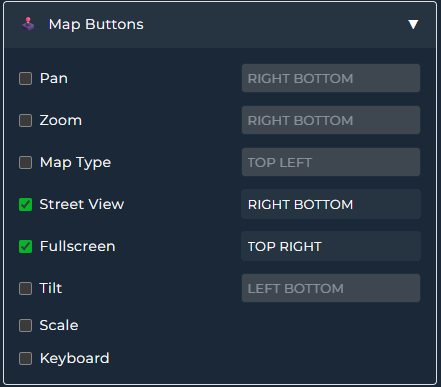 Map Buttons
Pan RIGHT BOTTOM
Zoom RIGHT BOTTOM
Map Type TOP LEFT
Street View RIGHT BOTTOM
Fullscreen TOP RIGHT
Tilt LEFT BOTTOM
Scale
Keyboard